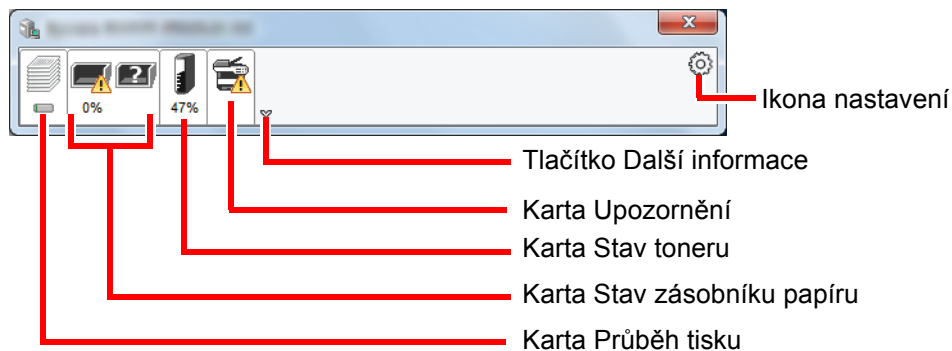 0%
47%
Ikona nastavení
Tlačítko Další informace
Karta Upozornění
Karta Stav toneru
Karta Stav zásobníku papíru
Karta Průběh tisku